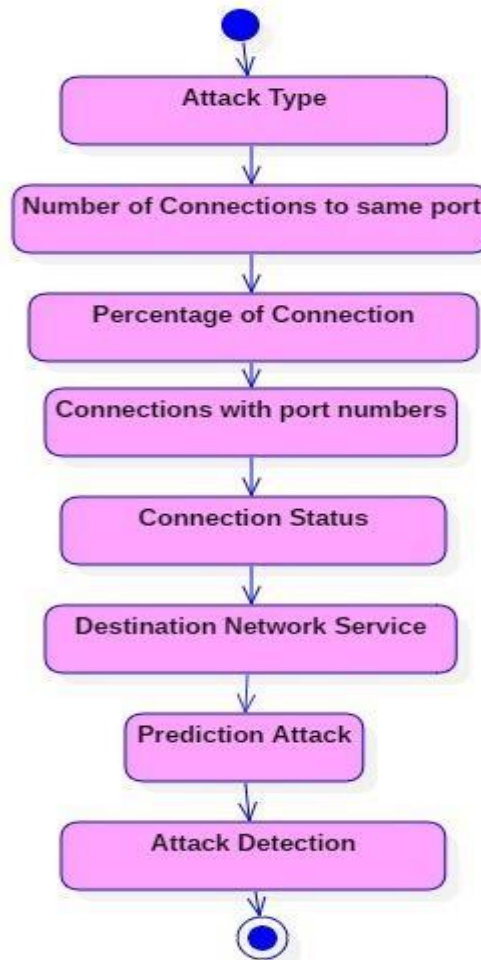 Attack Type
Number of Connections to same port
Percentage of Connection
Connections with port numbers
Connection Status
Destination Network Service
Prediction Attack
Attack Detection